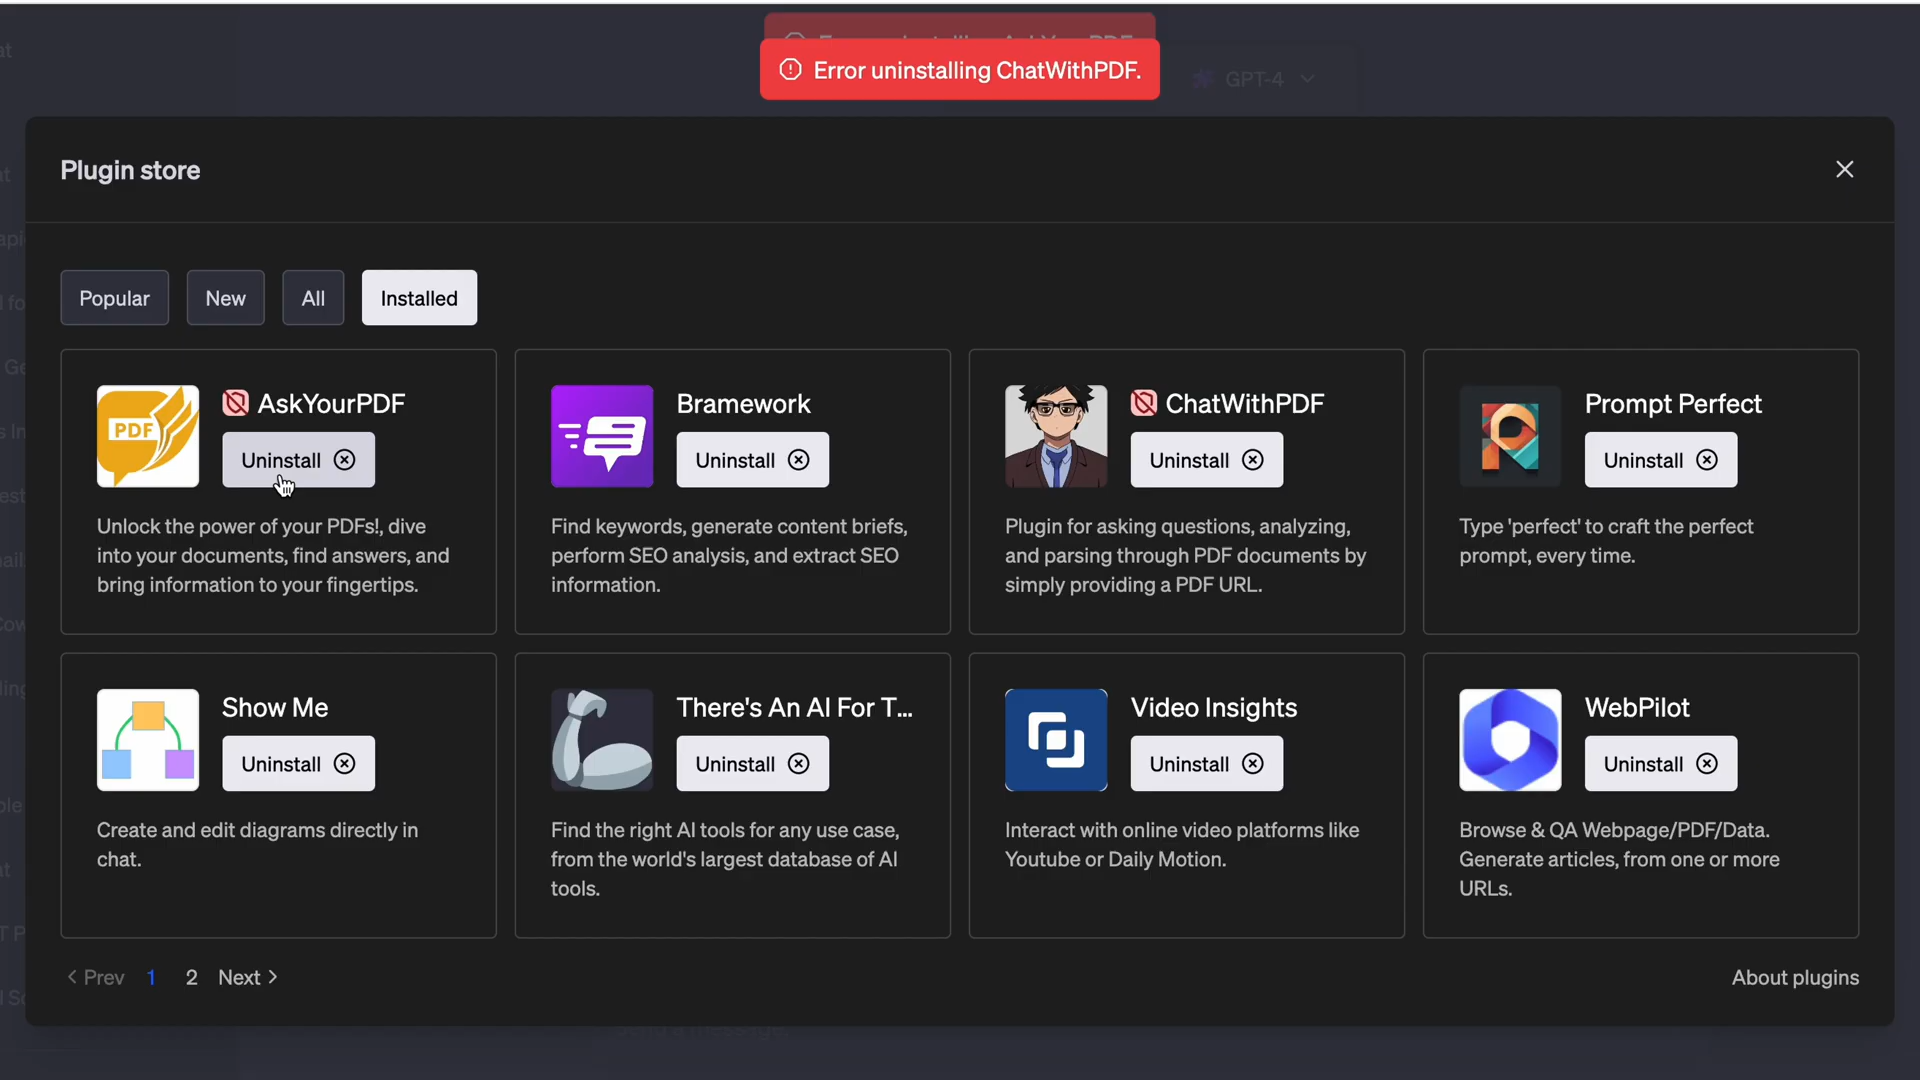 Error uninstalling ChatWithPDF.
GPT-4
Plugin store
Popular
New
All
Installed
PDF
AskYourPDF
Uninstall
Unlock the power of your PDFs!, dive
into your documents, find answers, and
bring information to your fingertips.
Bramework
Uninstall
Find keywords, generate content briefs,
perform SEO analysis, and extract SEO
information.
ChatWithPDF
Uninstall
Plugin for asking questions, analyzing,
and parsing through PDF documents by
simply providing a PDF URL.
Prompt Perfect
Uninstall
Type 'perfect' to craft the perfect
prompt, every time.
Show Me
Uninstall
Create and edit diagrams directly in
chat.
There's An AI For T...
Uninstall
Find the right AI tools for any use case,
from the world's largest database of AI
tools.
Video Insights
Uninstall
Interact with online video platforms like
Youtube or Daily Motion.
WebPilot
Uninstall
Browse & QA Webpage/PDF/Data.
Generate articles, from one or more
URLs.
Prev 1 2 Next
About plugins